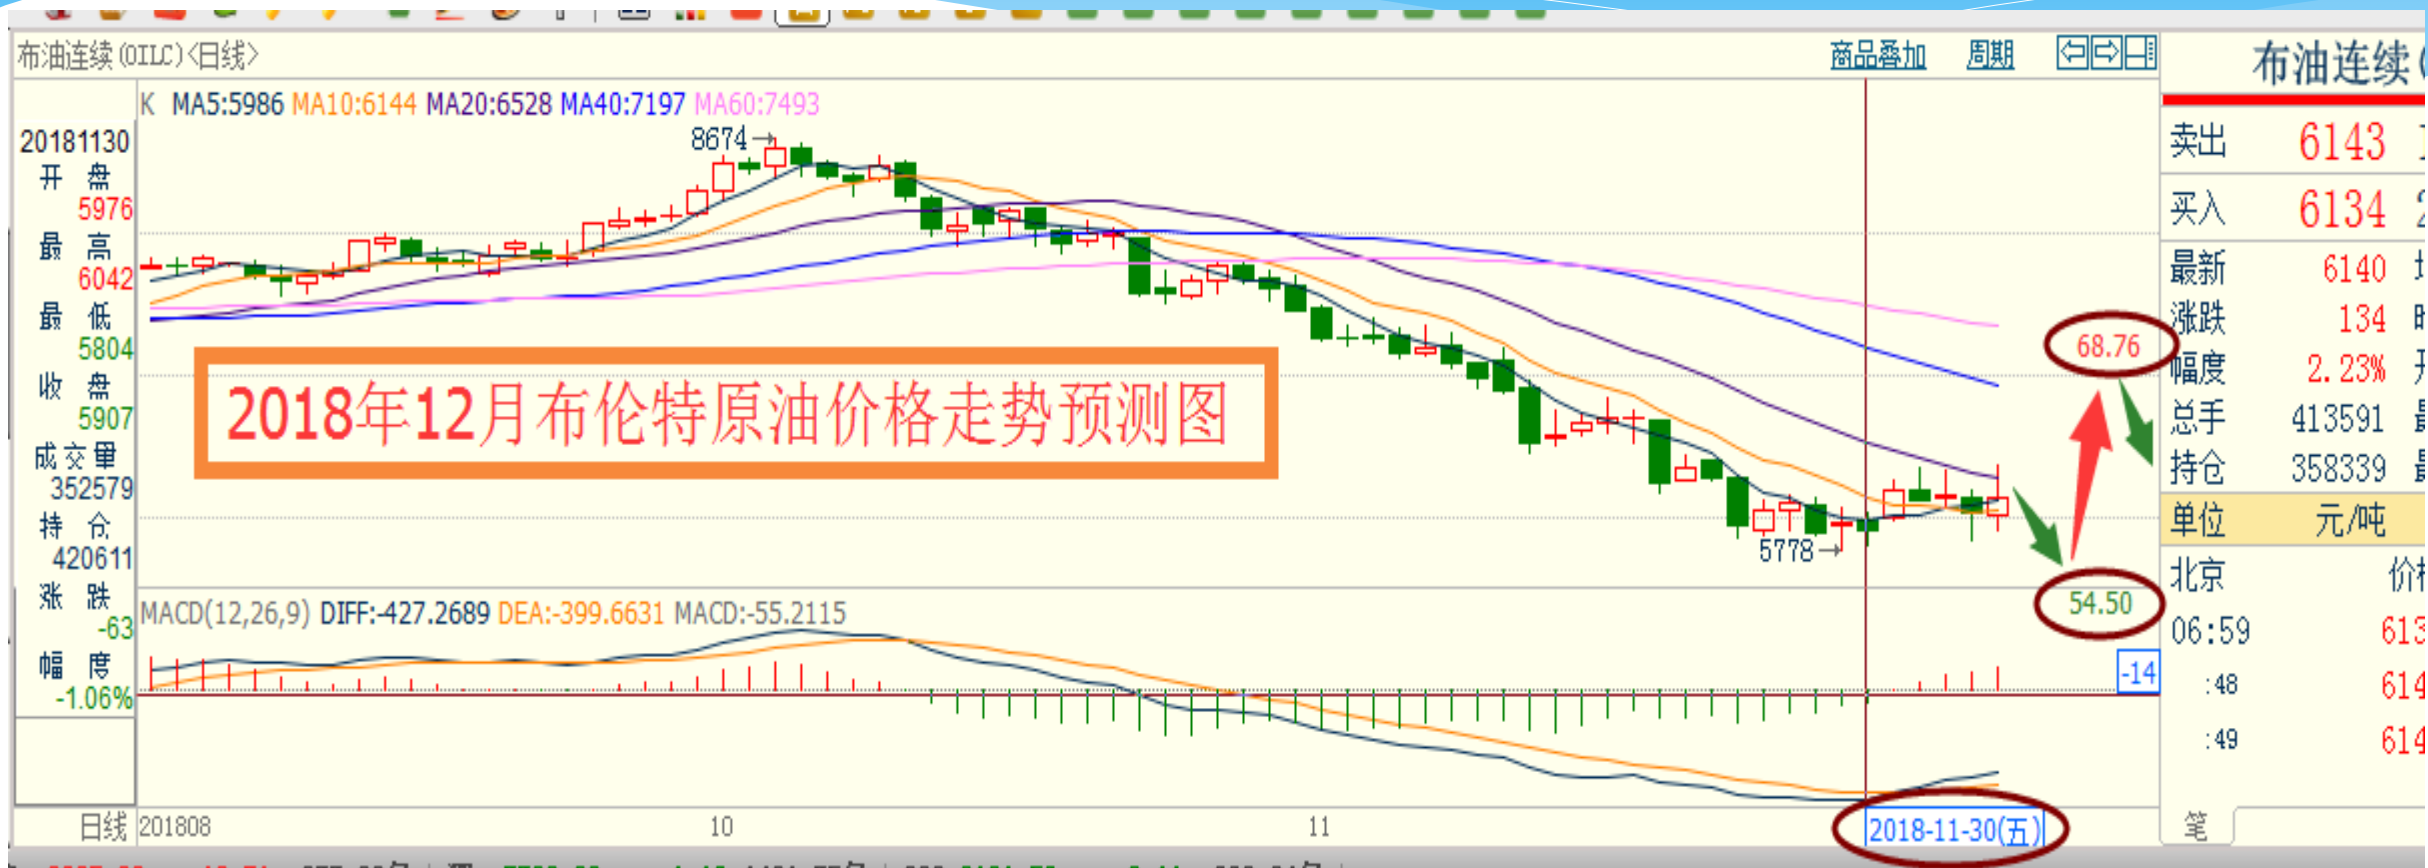 布油连续(OILC)<日线>
商品叠加 周期
布油连续(
K MA5:5986 MA10:6144 MA20:6528 MA40:7197 MA60:7493
8674→
20181130
开盘
5976
最高
6042
最低
5804
收盘
5907
成交量
352579
持仓
420611
涨跌
-63
幅度
-1.06%
2018年12月布伦特原油价格走势预测图
5778→
68.76
54.50
MACD(12,26,9) DIFF:-427.2689 DEA:-399.6631 MACD:-55.2115
-14
日线 201808 10 11 2018-11-30(五)
卖出 6143
买入 6134
最新 6140
涨跌 134
幅度 2.23%
总手 413591
持仓 358339
单位 元/吨
北京 价
06:59 613
:48 614
:49 614
笔